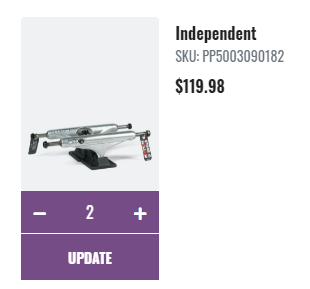 Independent
SKU: PP5003090182
$119.98
− 2 +
UPDATE